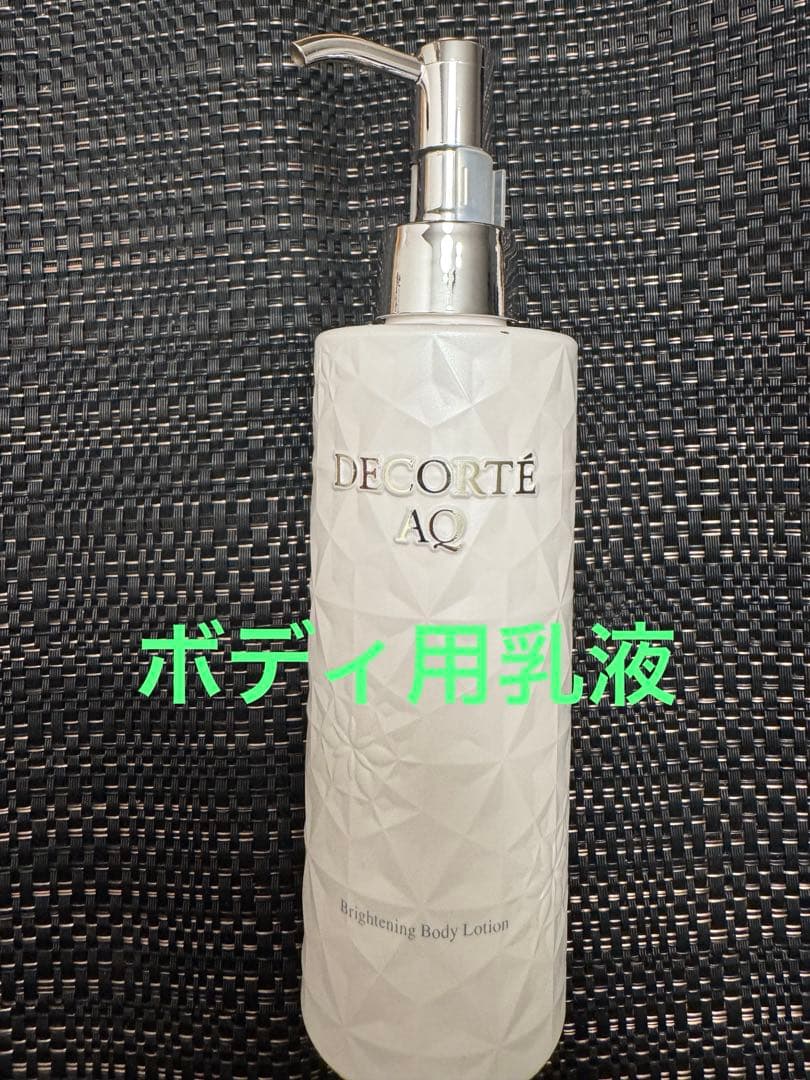 DECORTÉ
AQ
ボディ用乳液
Brightening Body Lotion